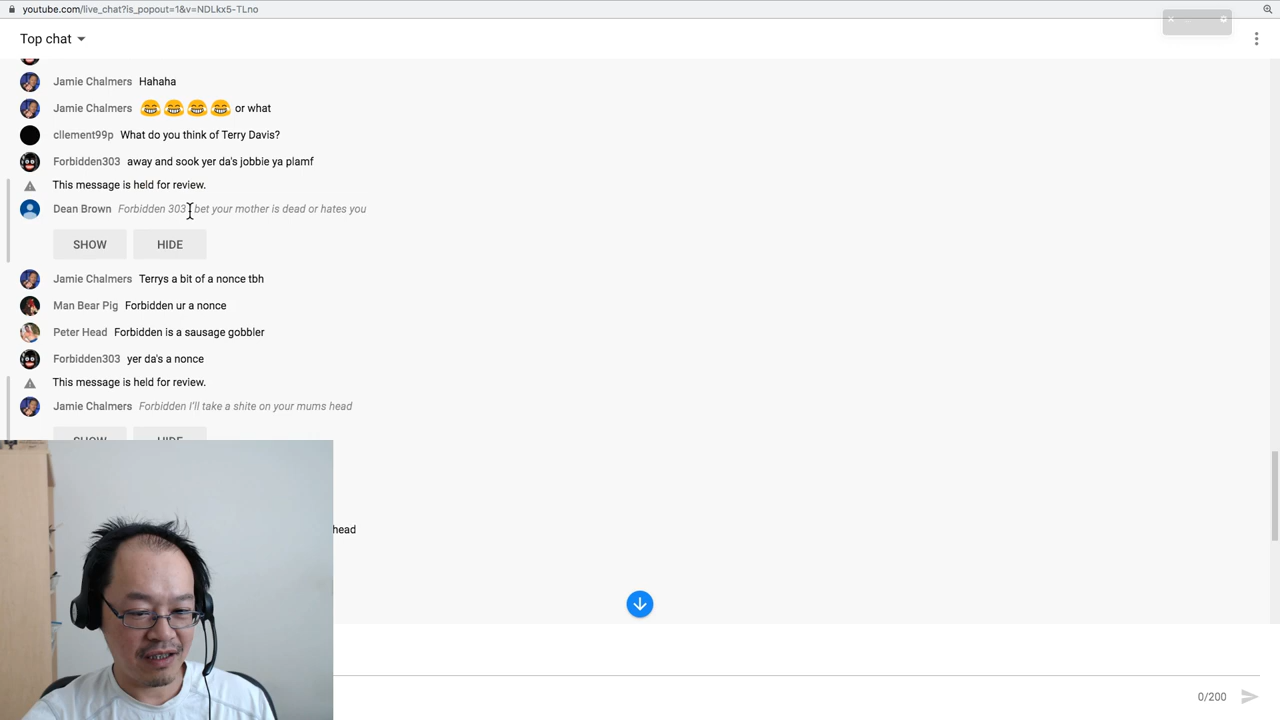 youtube.com/live_chat?is_popout=1&v=NDLkx5-TLno
Top chat
Jamie Chalmers Hahaha
Jamie Chalmers 😂 😂 😂 😂 or what
cllement99p What do you think of Terry Davis?
Forbidden303 away and sook yer da's jobbie ya plamf
This message is held for review.
Dean Brown Forbidden 303 I bet your mother is dead or hates you
SHOW HIDE
Jamie Chalmers Terrys a bit of a nonce tbh
Man Bear Pig Forbidden ur a nonce
Peter Head Forbidden is a sausage gobbler
Forbidden303 yer da's a nonce
This message is held for review.
Jamie Chalmers Forbidden I'll take a shite on your mums head
SHOW HIDE
head
0/200